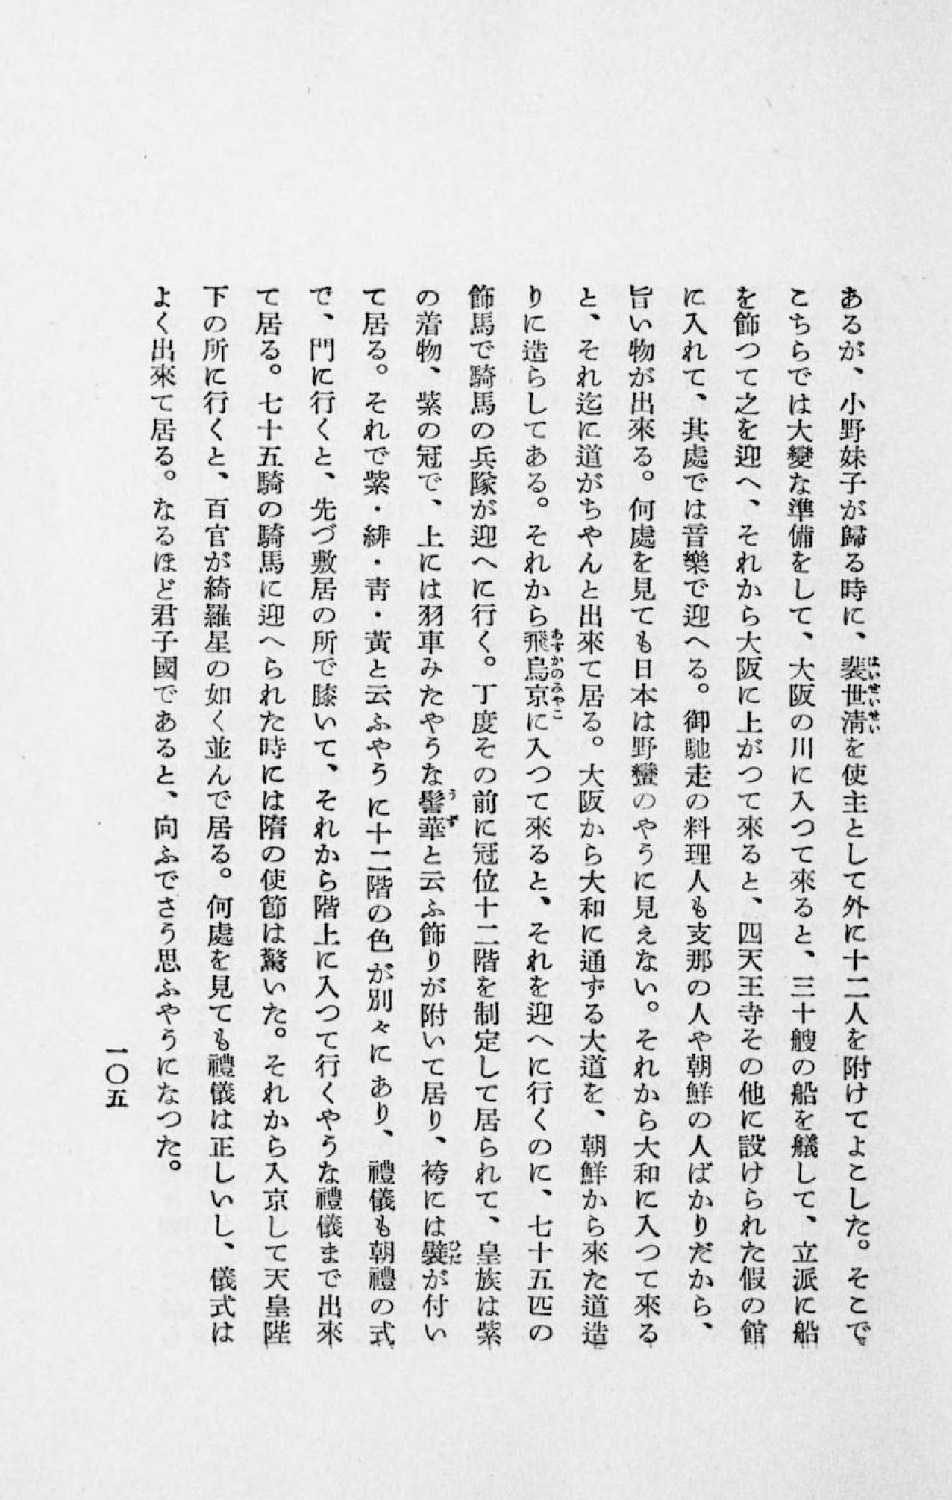 あるが、小野妹子が歸る時に、裴世淸を使主として外に十二人を附けてよこした。そこで
こちらでは大變な準備をして、大阪の川に入つて來ると、三十艘の船を艤して、立派に船
を飾つて之を迎へ、それから大阪に上がつて來ると、四天王寺その他に設けられた假の館
に入れて、其處では音樂で迎へる。御馳走の料理人も支那の人や朝鮮の人ばかりだから、
旨い物が出來る。何處を見ても日本は野蠻のやうに見えない。それから大和に入つて來る
と、それ迄に道がちやんと出來て居る。大阪から大和に通ずる大道を、朝鮮から來た道造
りに造らしてある。それから飛鳥京に入つて來ると、それを迎へに行くのに、七十五匹の
飾馬で騎馬の兵隊が迎へに行く。丁度その前に冠位十二階を制定して居られて、皇族は紫
の着物、紫の冠で、上には羽車みたやうな髻華と云ふ飾りが附いて居り、袴には襞が付い
て居る。それで紫・緋・靑・黃と云ふやうに十二階の色が別々にあり、禮儀も朝禮の式
で、門に行くと、先づ敷居の所で膝いて、それから階上に入つて行くやうな禮儀まで出來
て居る。七十五騎の騎馬に迎へられた時には隋の使節は驚いた。それから入京して天皇陛
下の所に行くと、百官が綺羅星の如く並んで居る。何處を見ても禮儀は正しいし、儀式は
よく出來て居る。なるほど君子國であると、向ふでさう思ふやうになつた。
一〇五